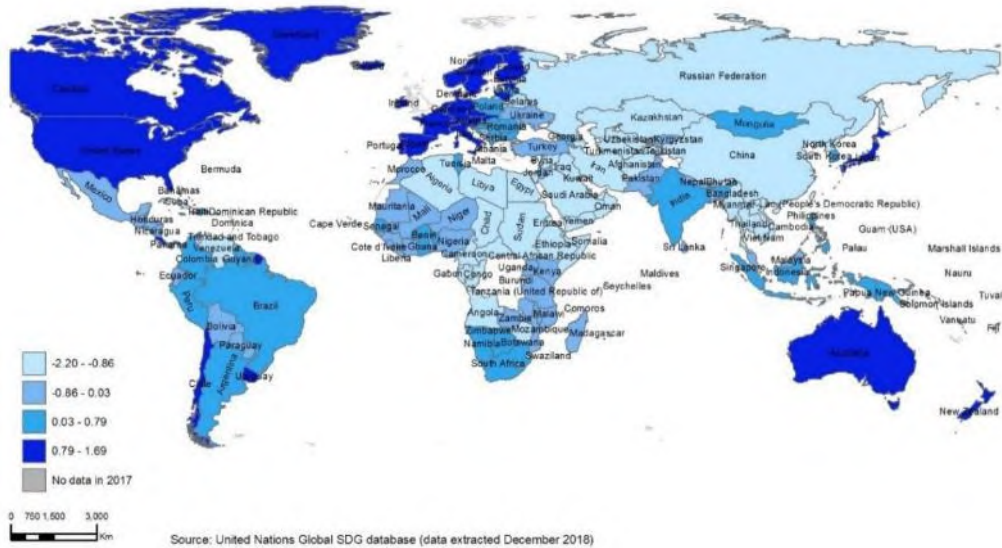 Greenland
Canada
United States
Mexico
Bermuda
Bahamas
Cuba
Haiti Dominican Republic
Dominica
Honduras
Nicaragua
Panama
Trinidad and Tobago
Venezuela
Colombia Guyana
Ecuador
Peru
Brazil
Bolivia
Paraguay
Chile
Argentina
Uruguay
Ireland
Norway
Denmark
Poland
Belarus
Ukraine
Romania
Serbia
Albania
Portugal
Georgia
Turkey
Malta
Tunisia
Morocco
Algeria
Libya
Egypt
Syria
Iraq
Jordan
Kuwait
Iran
Saudi Arabia
Oman
Yemen
Russian Federation
Kazakhstan
Uzbekistan
Kyrgyzstan
Turkmenistan
Tajikistan
Afghanistan
Pakistan
Mongolia
China
North Korea
South Korea
Japan
Nepal
Bhutan
Bangladesh
India
Sri Lanka
Maldives
Myanmar
Lao (People's Democratic Republic)
Thailand
Cambodia
Viet Nam
Philippines
Guam (USA)
Palau
Marshall Islands
Nauru
Malaysia
Singapore
Indonesia
Papua New Guinea
Solomon Islands
Tuval
Vanuatu
Fiji
Australia
New Zealand
Cape Verde
Mauritania
Mali
Niger
Chad
Sudan
Eritrea
Senegal
Benin
Nigeria
Cote d'Ivoire
Ghana
Liberia
Cameroon
Central African Republic
Ethiopia
Somalia
Gabon
Congo
Uganda
Kenya
Burundi
Tanzania (United Republic of)
Seychelles
Comoros
Angola
Zambia
Malawi
Mozambique
Madagascar
Zimbabwe
Namibia
Botswana
Swaziland
South Africa
-2.20 - -0.86
-0.86 - 0.03
0.03 - 0.79
0.79 - 1.69
No data in 2017
0 750 1,500 3,000
Km
Source: United Nations Global SDG database (data extracted December 2018)